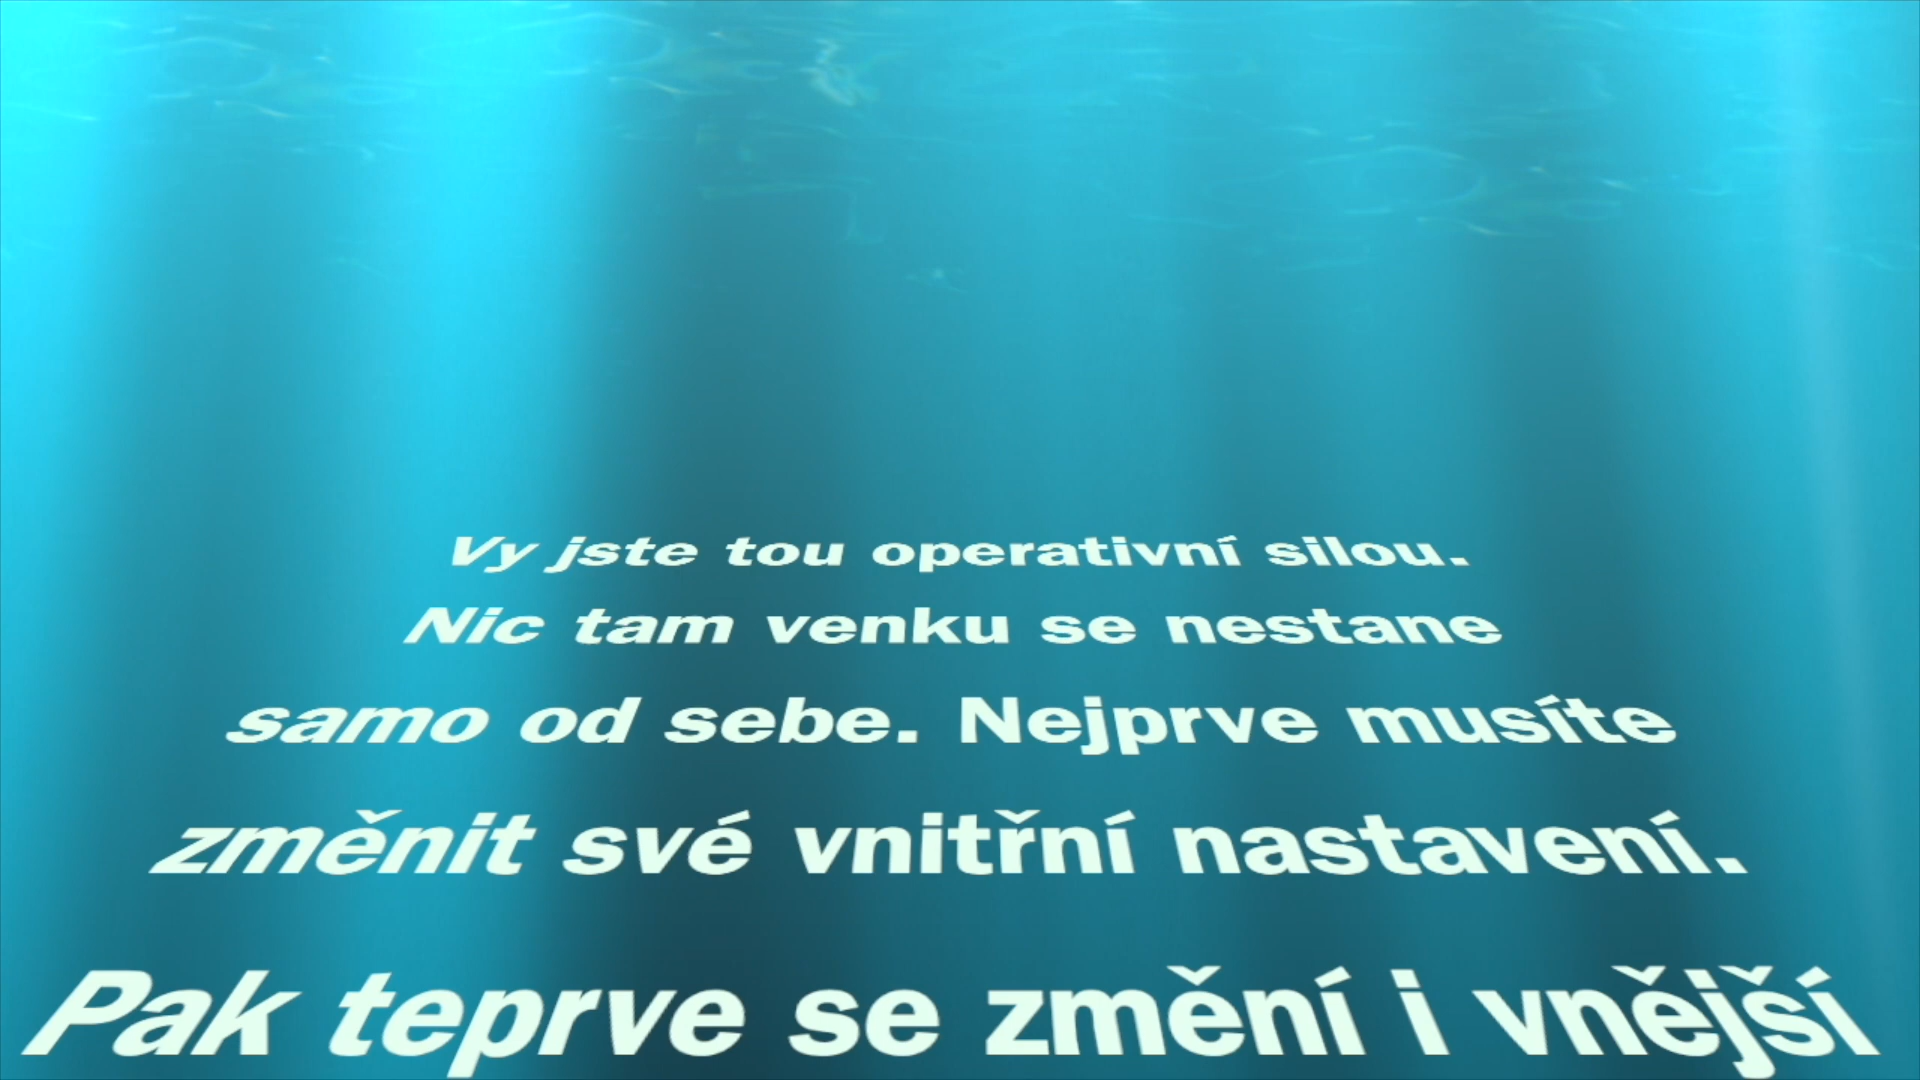 Vy jste tou operativní silou.
Nic tam venku se nestane
samo od sebe. Nejprve musíte
změnit své vnitřní nastavení.
Pak teprve se změní i vnější